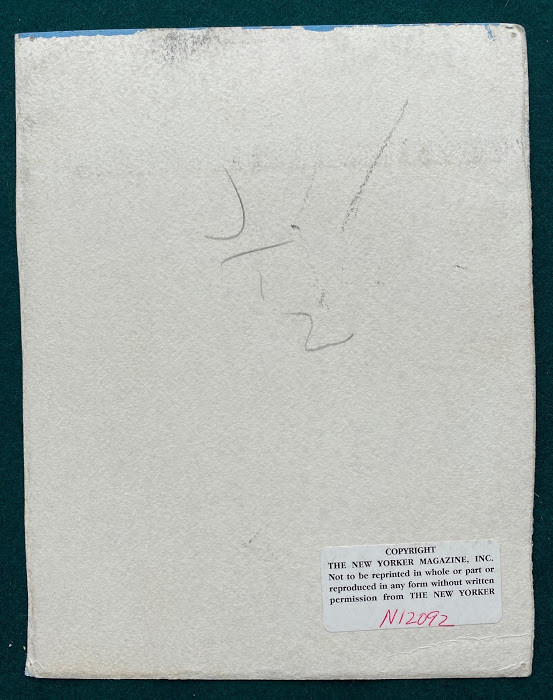 COPYRIGHT
THE NEW YORKER MAGAZINE, INC.
Not to be reprinted in whole or part or
reproduced in any form without written
permission from THE NEW YORKER
N12092